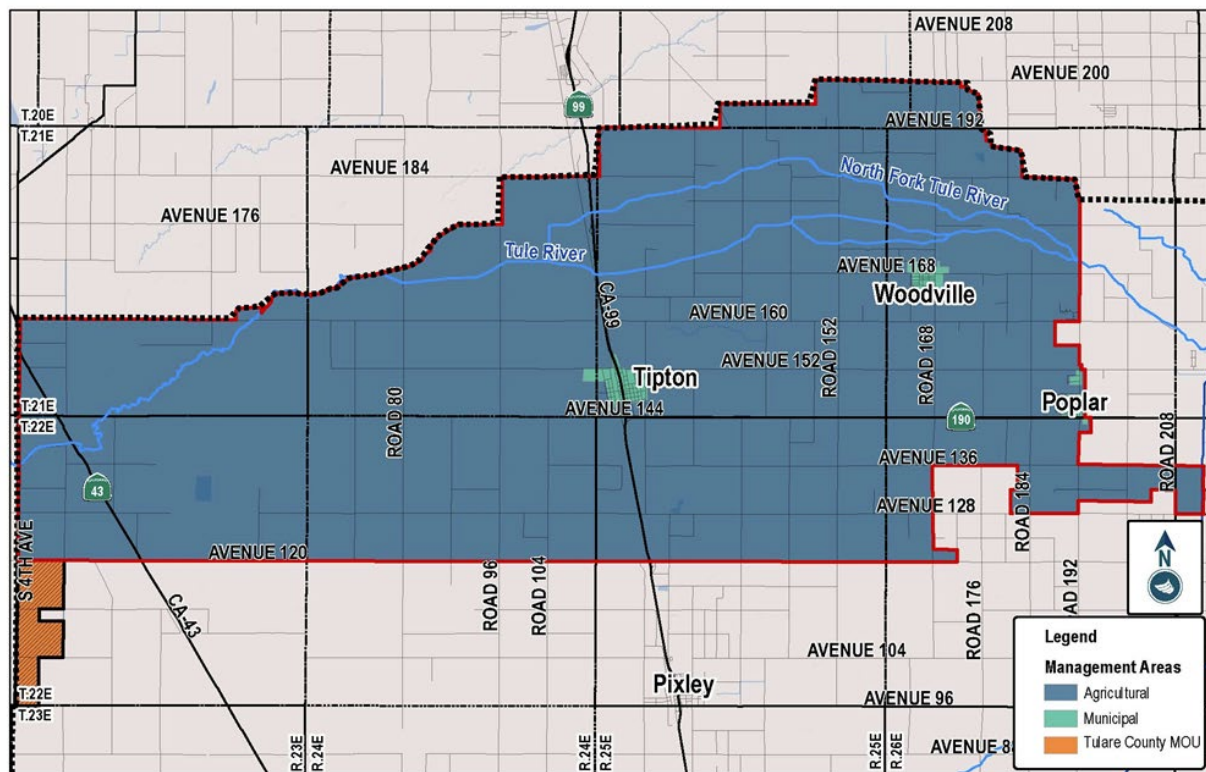 AVENUE 208
AVENUE 200
99
T.20E
T.21E
AVENUE 192
AVENUE 184
North Fork Tule River
AVENUE 176
Tule River
AVENUE 168
Woodville
CA-99
AVENUE 160
ROAD 152
ROAD 168
AVENUE 152
Tipton
ROAD 80
Poplar
AVENUE 144
T.21E
T.22E
190
ROAD 208
AVENUE 136
43
AVENUE 128
ROAD 184
S 4TH AVE
AVENUE 120
N
ROAD 96
ROAD 104
CA-43
ROAD 176
AVENUE 104
Pixley
AVENUE 96
T.22E
T.23E
R.23E
R.24E
R.24E
R.25E
R.25E
R.26E
Legend
Management Areas
Agricultural
Municipal
Tulare County MOU